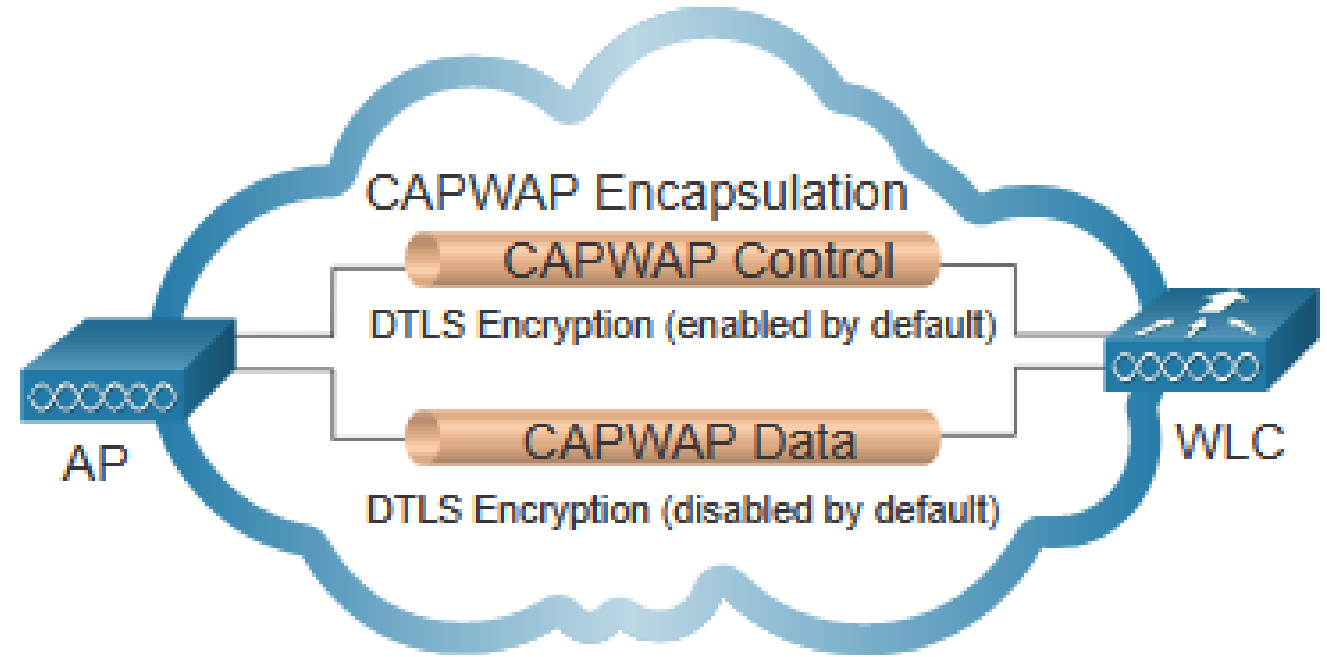 CAPWAP Encapsulation
CAPWAP Control
DTLS Encryption (enabled by default)
AP
CAPWAP Data
WLC
DTLS Encryption (disabled by default)